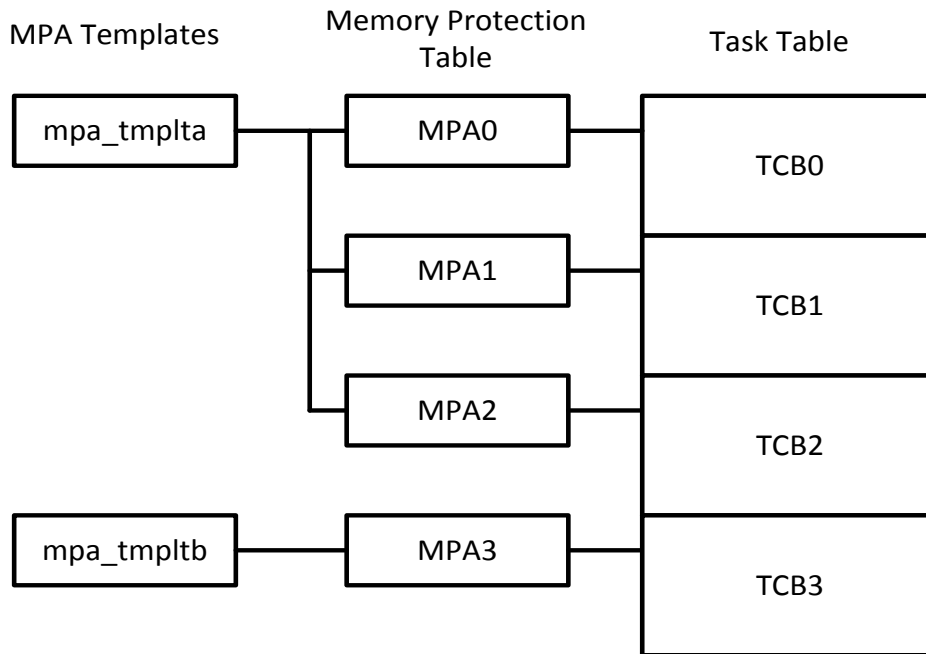 MPA Templates
Memory Protection
Table
Task Table
mpa_tmplta
MPA0
TCB0
MPA1
TCB1
MPA2
TCB2
mpa_tmpltb
MPA3
TCB3